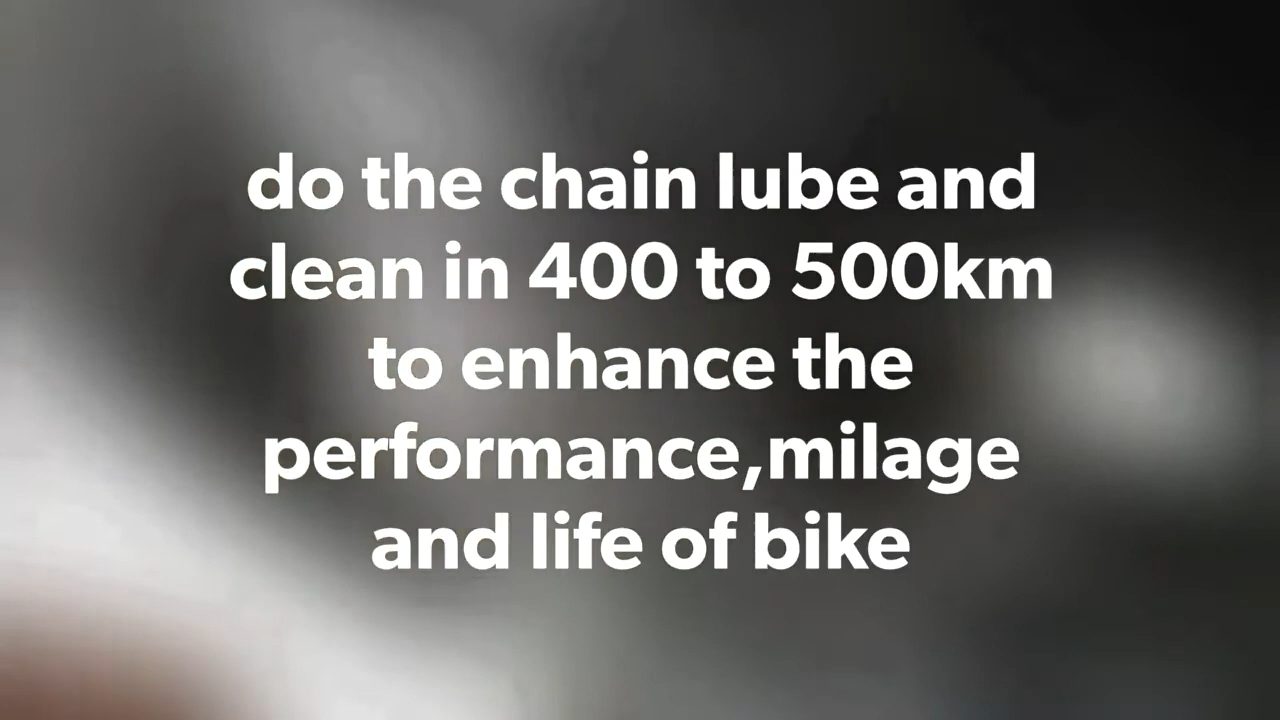 do the chain lube and
clean in 400 to 500km
to enhance the
performance,milage
and life of bike